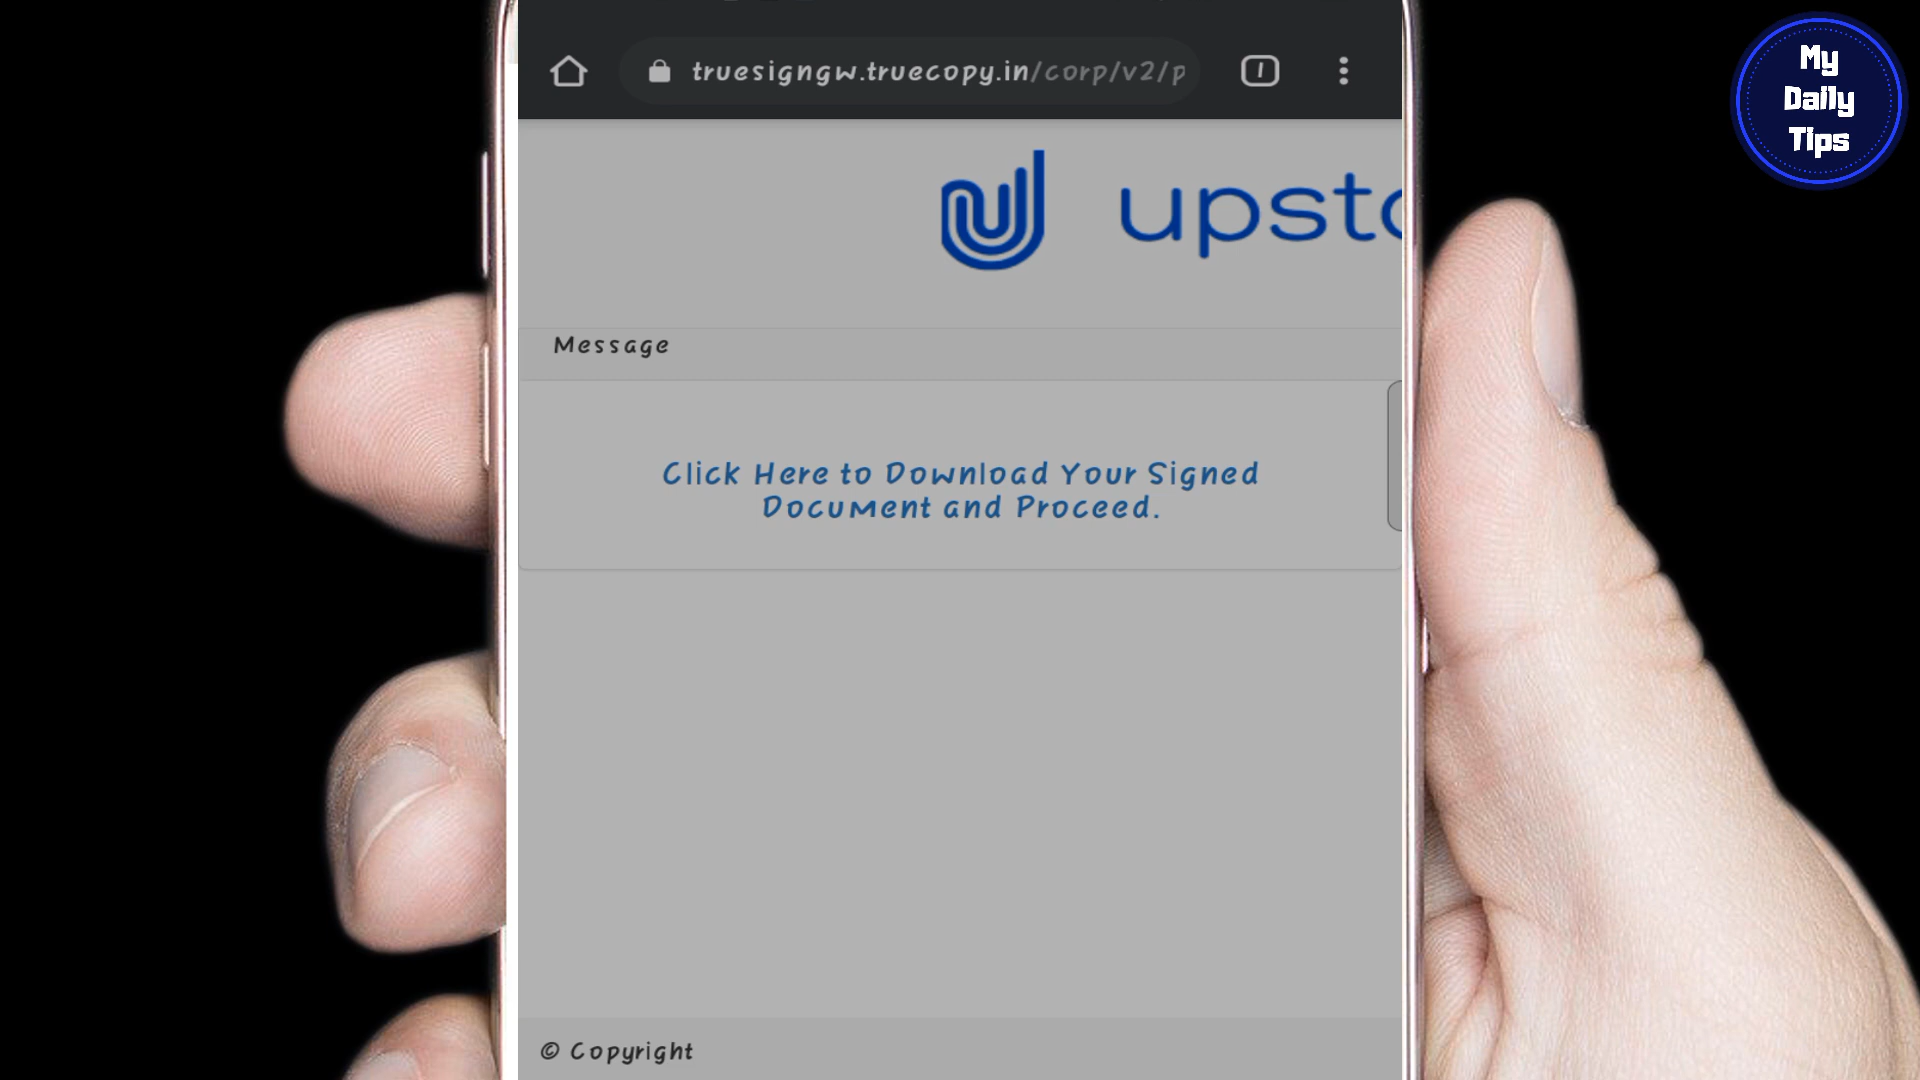 truesigngw.truecopy.in/corp/v2/p
1
My
Daily
Tips
upsto
Message
Click Here to Download Your Signed
Document and Proceed.
© Copyright